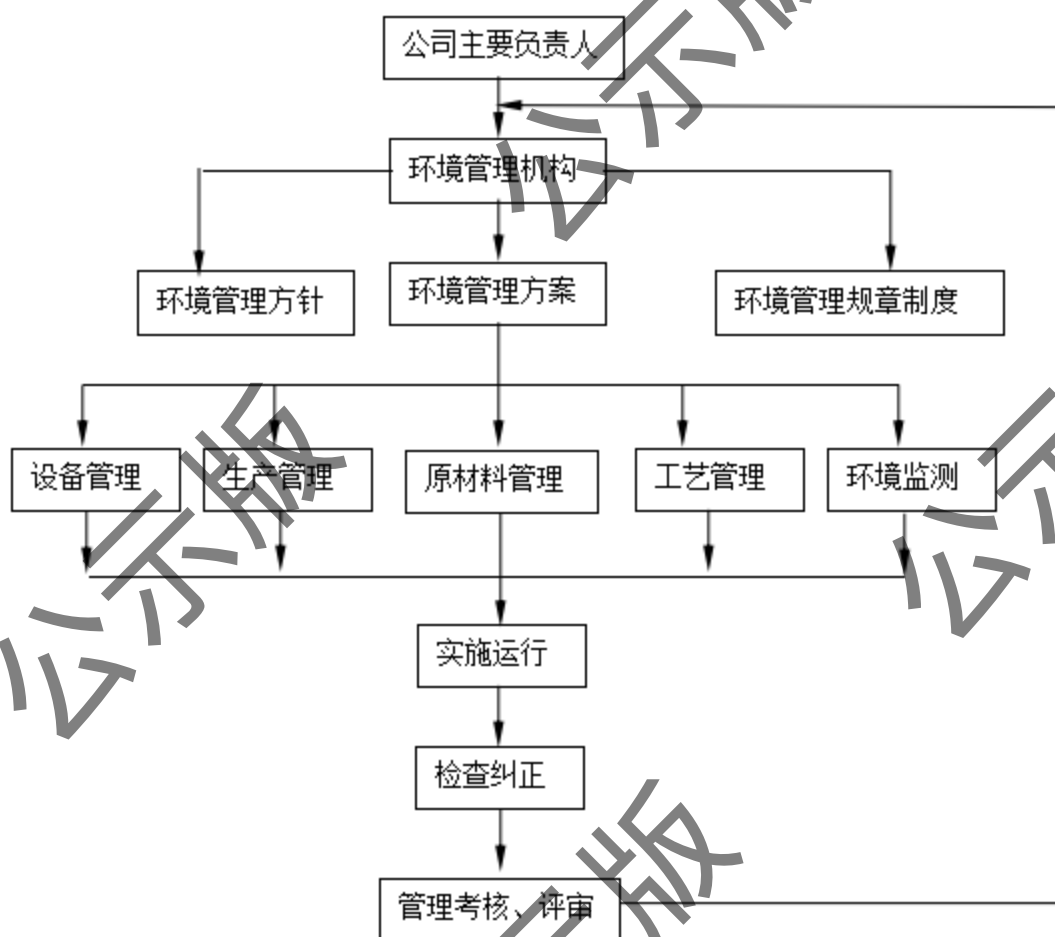 公司主要负责人
环境管理机构
环境管理方针
环境管理方案
环境管理规章制度
设备管理
生产管理
原材料管理
工艺管理
环境监测
实施运行
检查纠正
管理考核、评审
公示版
公示版
公示
示版